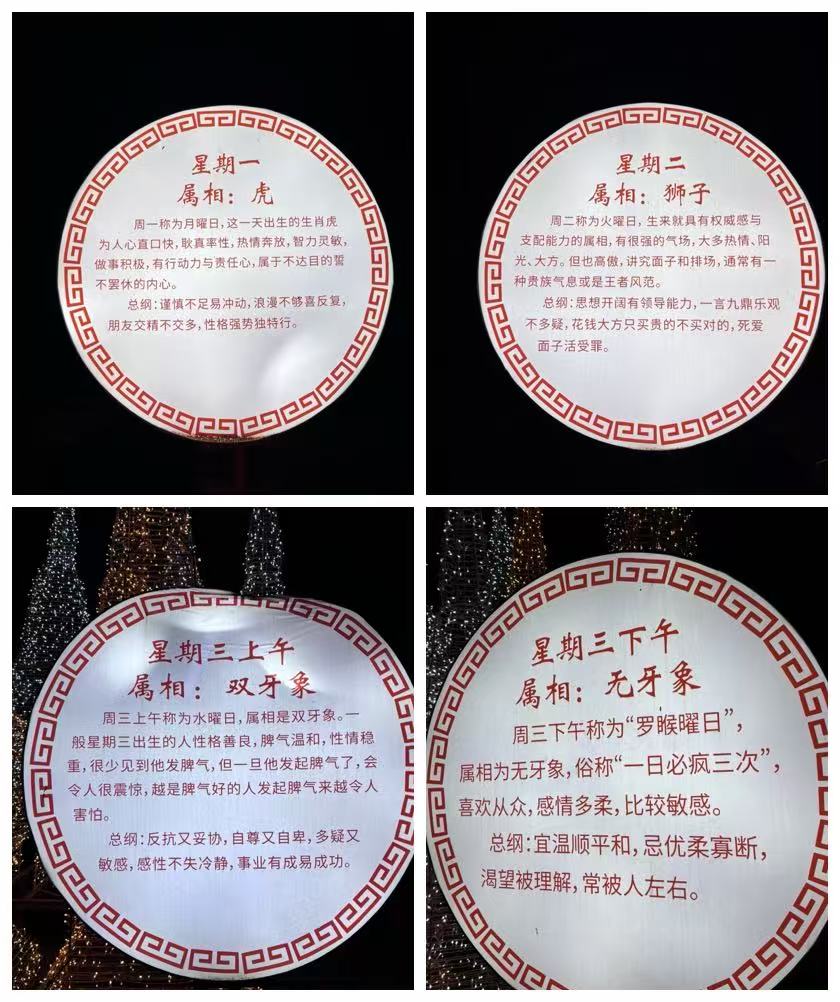 星期一
属相：虎
周一称为月曜日，这一天出生的生肖虎
为人心直口快，耿真率性，热情奔放，智力灵敏，
做事积极，有行动力与责任心，属于不达目的誓
不罢休的内心。
总纲：谨慎不足易冲动，浪漫不够喜反复，
朋友交精不交多，性格强势独特行。
星期二
属相：狮子
周二称为火曜日，生来就具有权威感与
支配能力的属相，有很强的气场，大多热情、阳
光、大方。但也高傲，讲究面子和排场，通常有一
种贵族气息或是王者风范。
总纲：思想开阔有领导能力，一言九鼎乐观
不多疑，花钱大方只买贵的不买对的，死爱
面子活受罪。
星期三上午
属相：双牙象
周三上午称为水曜日，属相是双牙象。一
般星期三出生的人性格善良，脾气温和，性情稳
重，很少见到他发脾气，但一旦他发起脾气了，会
令人很震惊，越是脾气好的人发起脾气来越令人
害怕。
总纲：反抗又妥协，自尊又自卑，多疑又
敏感，感性不失冷静，事业有成易成功。
星期三下午
属相：无牙象
周三下午称为“罗睺曜日”，
属相为无牙象，俗称“一日必疯三次”，
喜欢从众，感情多柔，比较敏感。
总纲：宜温顺平和，忌优柔寡断，
渴望被理解，常被人左右。